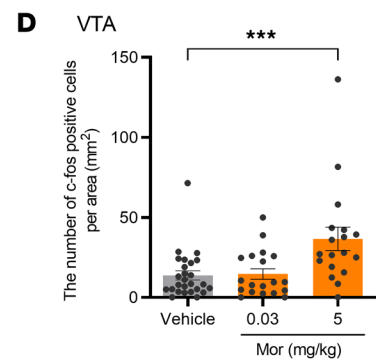 D VTA
***
The number of c-fos positive cells
per area (mm²)
150
100
50
0
Vehicle 0.03 5
Mor (mg/kg)